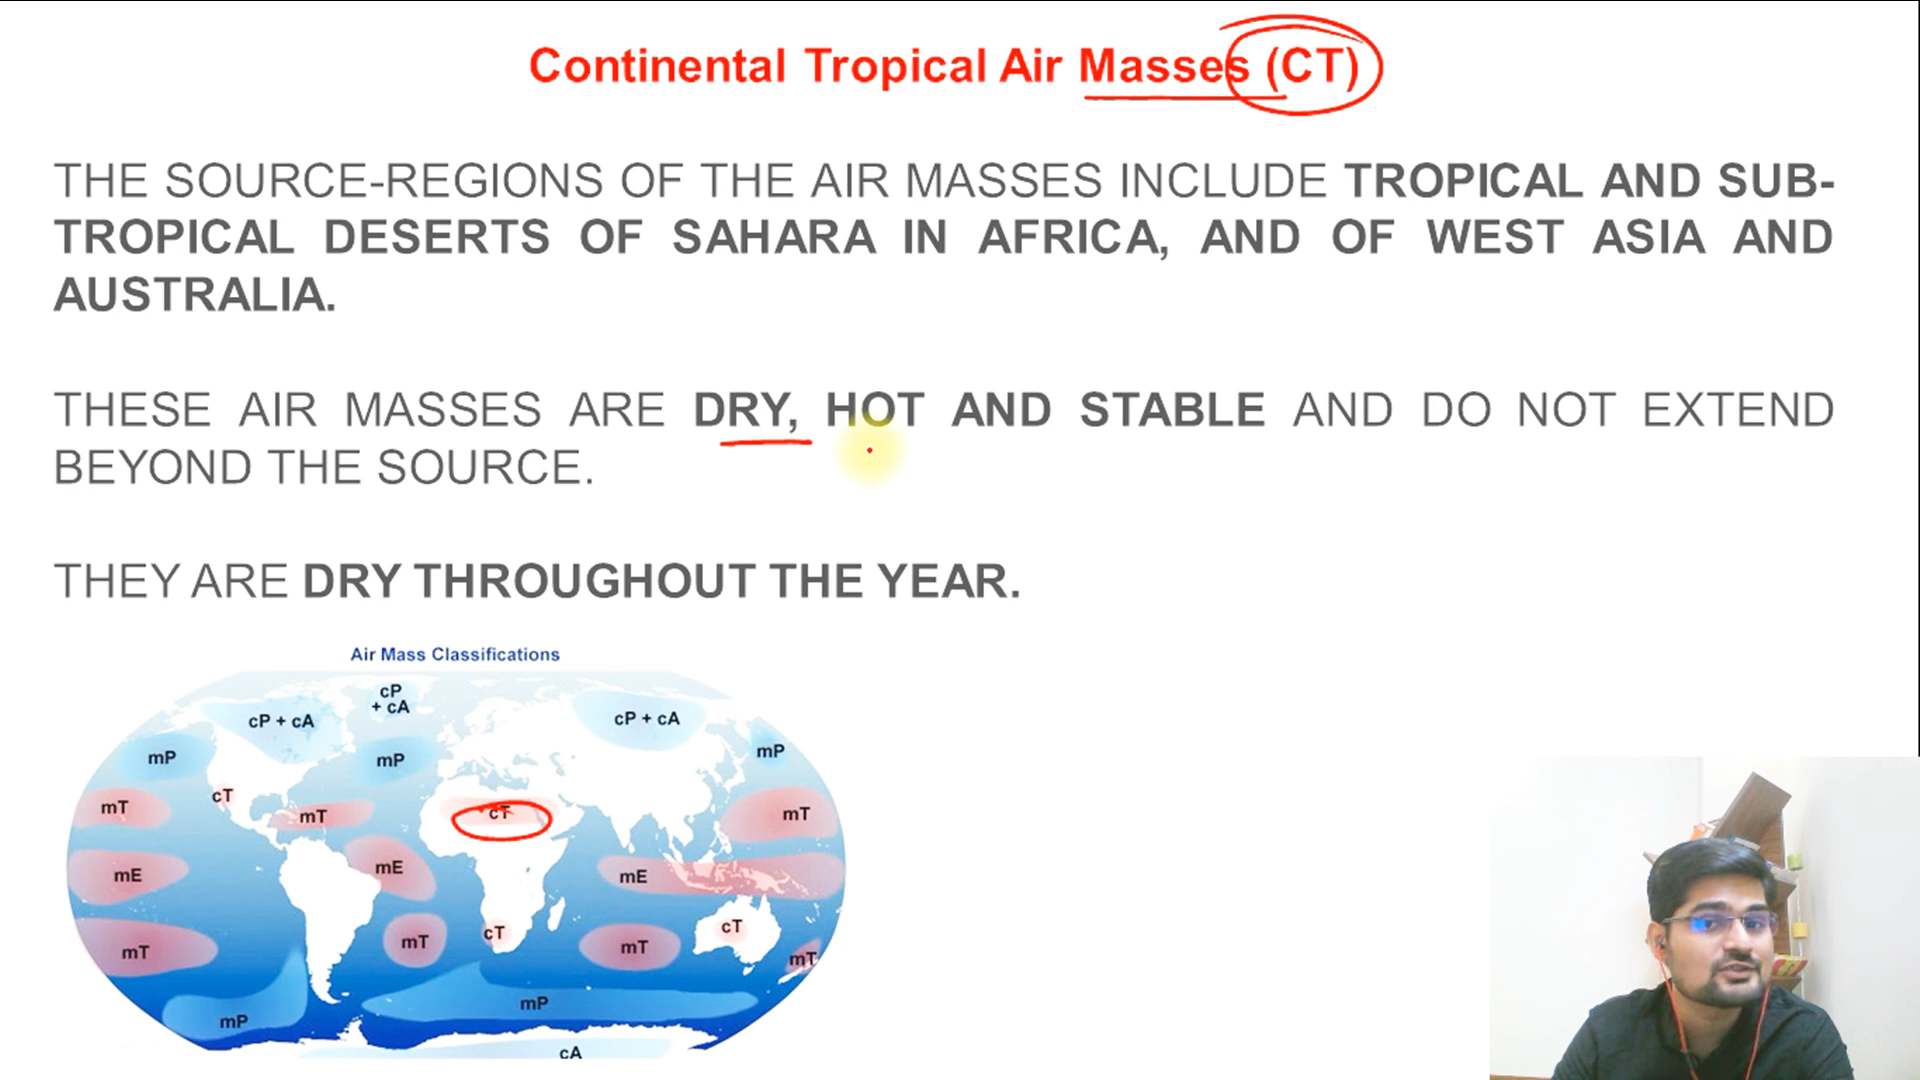 Continental Tropical Air Masses (CT)
THE SOURCE-REGIONS OF THE AIR MASSES INCLUDE TROPICAL AND SUB-
TROPICAL DESERTS OF SAHARA IN AFRICA, AND OF WEST ASIA AND
AUSTRALIA.
THESE AIR MASSES ARE DRY, HOT AND STABLE AND DO NOT EXTEND
BEYOND THE SOURCE.
THEY ARE DRY THROUGHOUT THE YEAR.
Air Mass Classifications
cP
+ cA
cP + cA
cP + cA
mP
mP
mP
cT
mT
mT
cT
mT
mE
mE
mE
mT
mT
cT
mT
cT
mT
mP
mP
cA